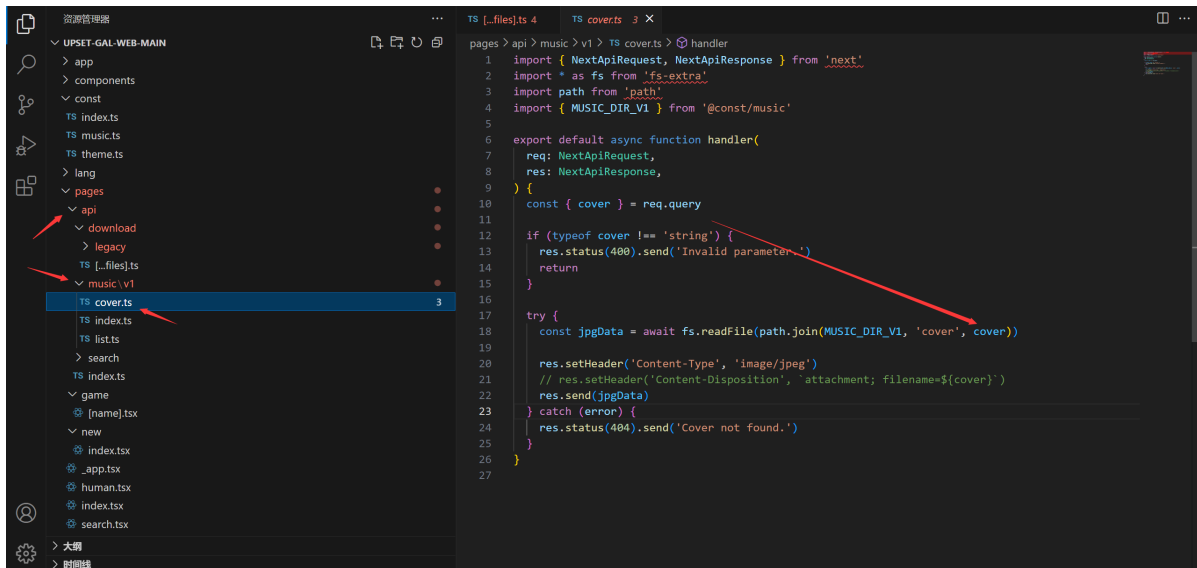 资源管理器
UPSET-GAL-WEB-MAIN
app
components
const
TS index.ts
TS music.ts
TS theme.ts
lang
pages
api
download
legacy
TS [...files].ts
music\v1
TS cover.ts 3
TS index.ts
TS list.ts
search
TS index.ts
game
[name].tsx
new
index.tsx
_app.tsx
human.tsx
index.tsx
search.tsx
大纲
时间线
TS [...files].ts 4 TS cover.ts 3
pages > api > music > v1 > TS cover.ts > handler
1 import { NextApiRequest, NextApiResponse } from 'next'
2 import * as fs from 'fs-extra'
3 import path from 'path'
4 import { MUSIC_DIR_V1 } from '@const/music'
5
6 export default async function handler(
7 req: NextApiRequest,
8 res: NextApiResponse,
9 ) {
10 const { cover } = req.query
11
12 if (typeof cover !== 'string') {
13 res.status(400).send('Invalid parameter.')
14 return
15 }
16
17 try {
18 const jpgData = await fs.readFile(path.join(MUSIC_DIR_V1, 'cover', cover))
19
20 res.setHeader('Content-Type', 'image/jpeg')
21 // res.setHeader('Content-Disposition', `attachment; filename=${cover}`)
22 res.send(jpgData)
23 } catch (error) {
24 res.status(404).send('Cover not found.')
25 }
26 }
27